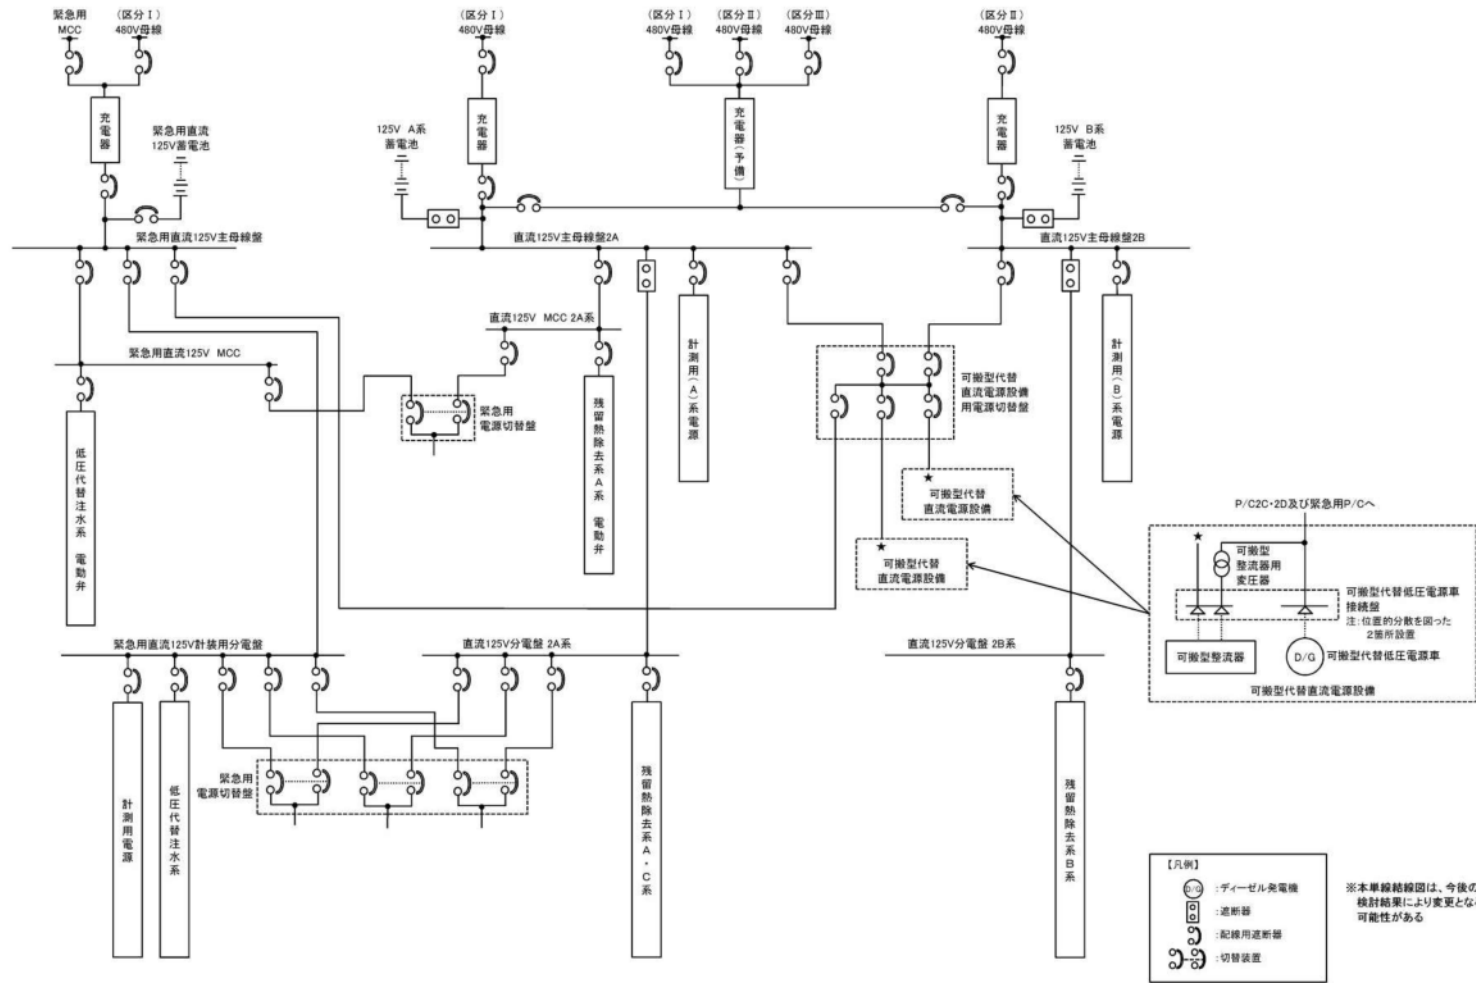 緊急用
MCC
(区分Ⅰ)
480V母線
(区分Ⅰ)
480V母線
(区分Ⅰ)
480V母線
(区分Ⅱ)
480V母線
(区分Ⅲ)
480V母線
(区分Ⅱ)
480V母線
充電器
緊急用直流
125V蓄電池
125V A系
蓄電池
充電器
充電器(予備)
充電器
125V B系
蓄電池
緊急用直流125V主母線盤
直流125V主母線盤2A
直流125V主母線盤2B
直流125V MCC 2A系
緊急用直流125V MCC
緊急用
電源切替盤
計測用(A)系電源
可搬型代替
直流電源設備
用電源切替盤
計測用(B)系電源
低圧代替注水系 電動弁
残留熱除去系A系 電動弁
★
可搬型代替
直流電源設備
★
可搬型代替
直流電源設備
P/C2C・2D及び緊急用P/Cへ
★
可搬型
整流器用
変圧器
可搬型代替低圧電源車
接続盤
注:位置的分散を図った
2箇所設置
可搬型整流器
D/G
可搬型代替低圧電源車
可搬型代替直流電源設備
緊急用直流125V計装用分電盤
直流125V分電盤 2A系
直流125V分電盤 2B系
緊急用
電源切替盤
計測用電源
低圧代替注水系
残留熱除去系A・C系
残留熱除去系B系
【凡例】
D/G :ディーゼル発電機
:遮断器
:配線用遮断器
:切替装置
※本単線結線図は、今後の
検討結果により変更とな
可能性がある